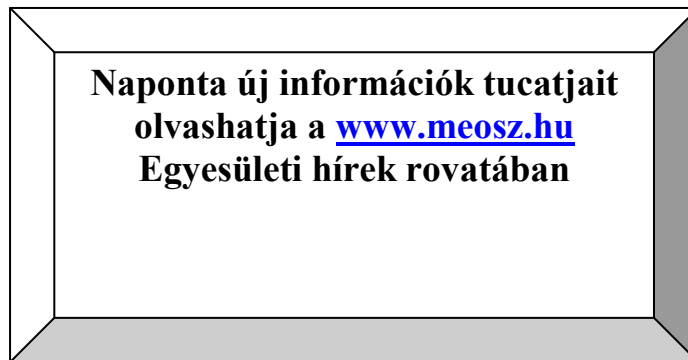 Naponta új információk tucatjait
olvashatja a www.meosz.hu
Egyesületi hírek rovatában